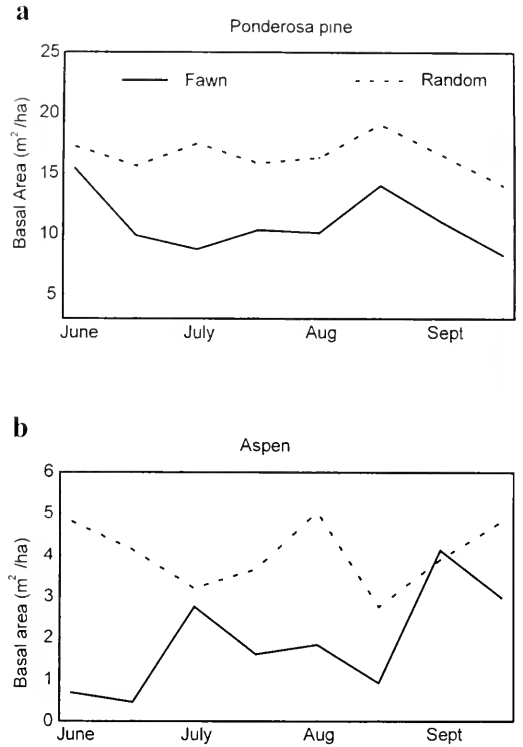 a
Ponderosa pine
25
Fawn
Random
20
15
10
5
Basal Area (m²/ha)
June
July
Aug
Sept
b
Aspen
6
5
4
3
2
1
0
Basal area (m²/ha)
June
July
Aug
Sept